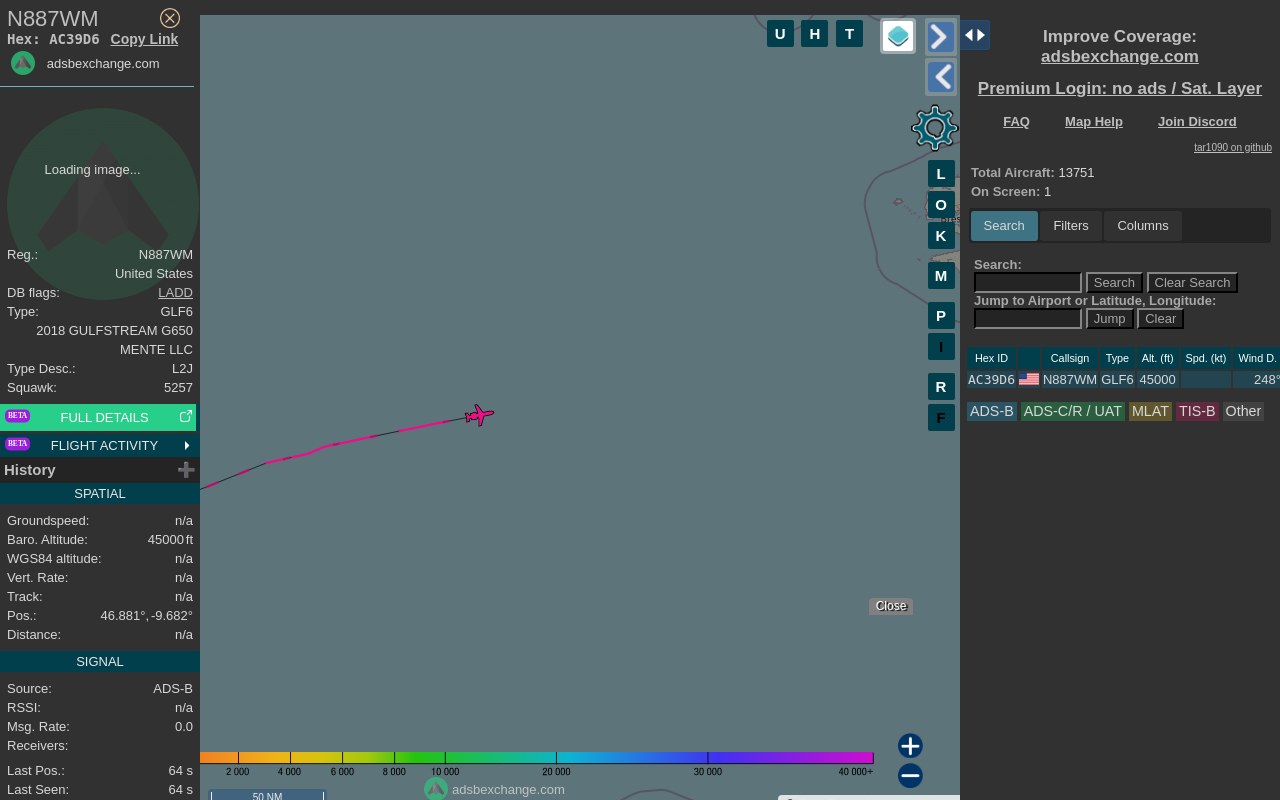 N887WM
Hex: AC39D6 Copy Link
adsbexchange.com
Loading image...
Reg.: N887WM
United States
DB flags: LADD
Type: GLF6
2018 GULFSTREAM G650
MENTE LLC
Type Desc.: L2J
Squawk: 5257
BETA FULL DETAILS
BETA FLIGHT ACTIVITY
History
SPATIAL
Groundspeed: n/a
Baro. Altitude: 45000 ft
WGS84 altitude: n/a
Vert. Rate: n/a
Track: n/a
Pos.: 46.881°, -9.682°
Distance: n/a
SIGNAL
Source: ADS-B
RSSI: n/a
Msg. Rate: 0.0
Receivers:
Last Pos.: 64 s
Last Seen: 64 s
U H T
L
O
K
M
P
I
R
F
Close
2 000 4 000 6 000 8 000 10 000 20 000 30 000 40 000+
adsbexchange.com
50 NM
Improve Coverage:
adsbexchange.com
Premium Login: no ads / Sat. Layer
FAQ Map Help Join Discord
tar1090 on github
Total Aircraft: 13751
On Screen: 1
Search Filters Columns
Search:
Search Clear Search
Jump to Airport or Latitude, Longitude:
Jump Clear
Hex ID Callsign Type Alt. (ft) Spd. (kt) Wind D.
AC39D6 N887WM GLF6 45000 248°
ADS-B ADS-C/R / UAT MLAT TIS-B Other